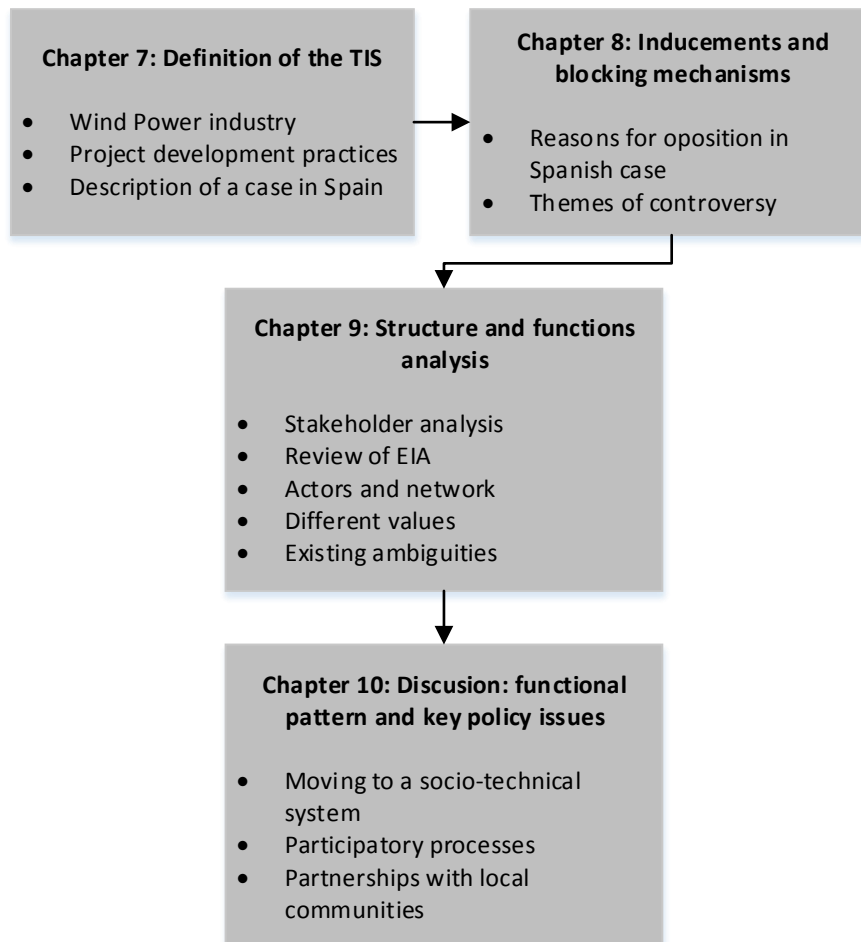 Chapter 7: Definition of the TIS
• Wind Power industry
• Project development practices
• Description of a case in Spain
Chapter 8: Inducements and
blocking mechanisms
• Reasons for oposition in
Spanish case
• Themes of controversy
Chapter 9: Structure and functions
analysis
• Stakeholder analysis
• Review of EIA
• Actors and network
• Different values
• Existing ambiguities
Chapter 10: Discusion: functional
pattern and key policy issues
• Moving to a socio-technical
system
• Participatory processes
• Partnerships with local
communities